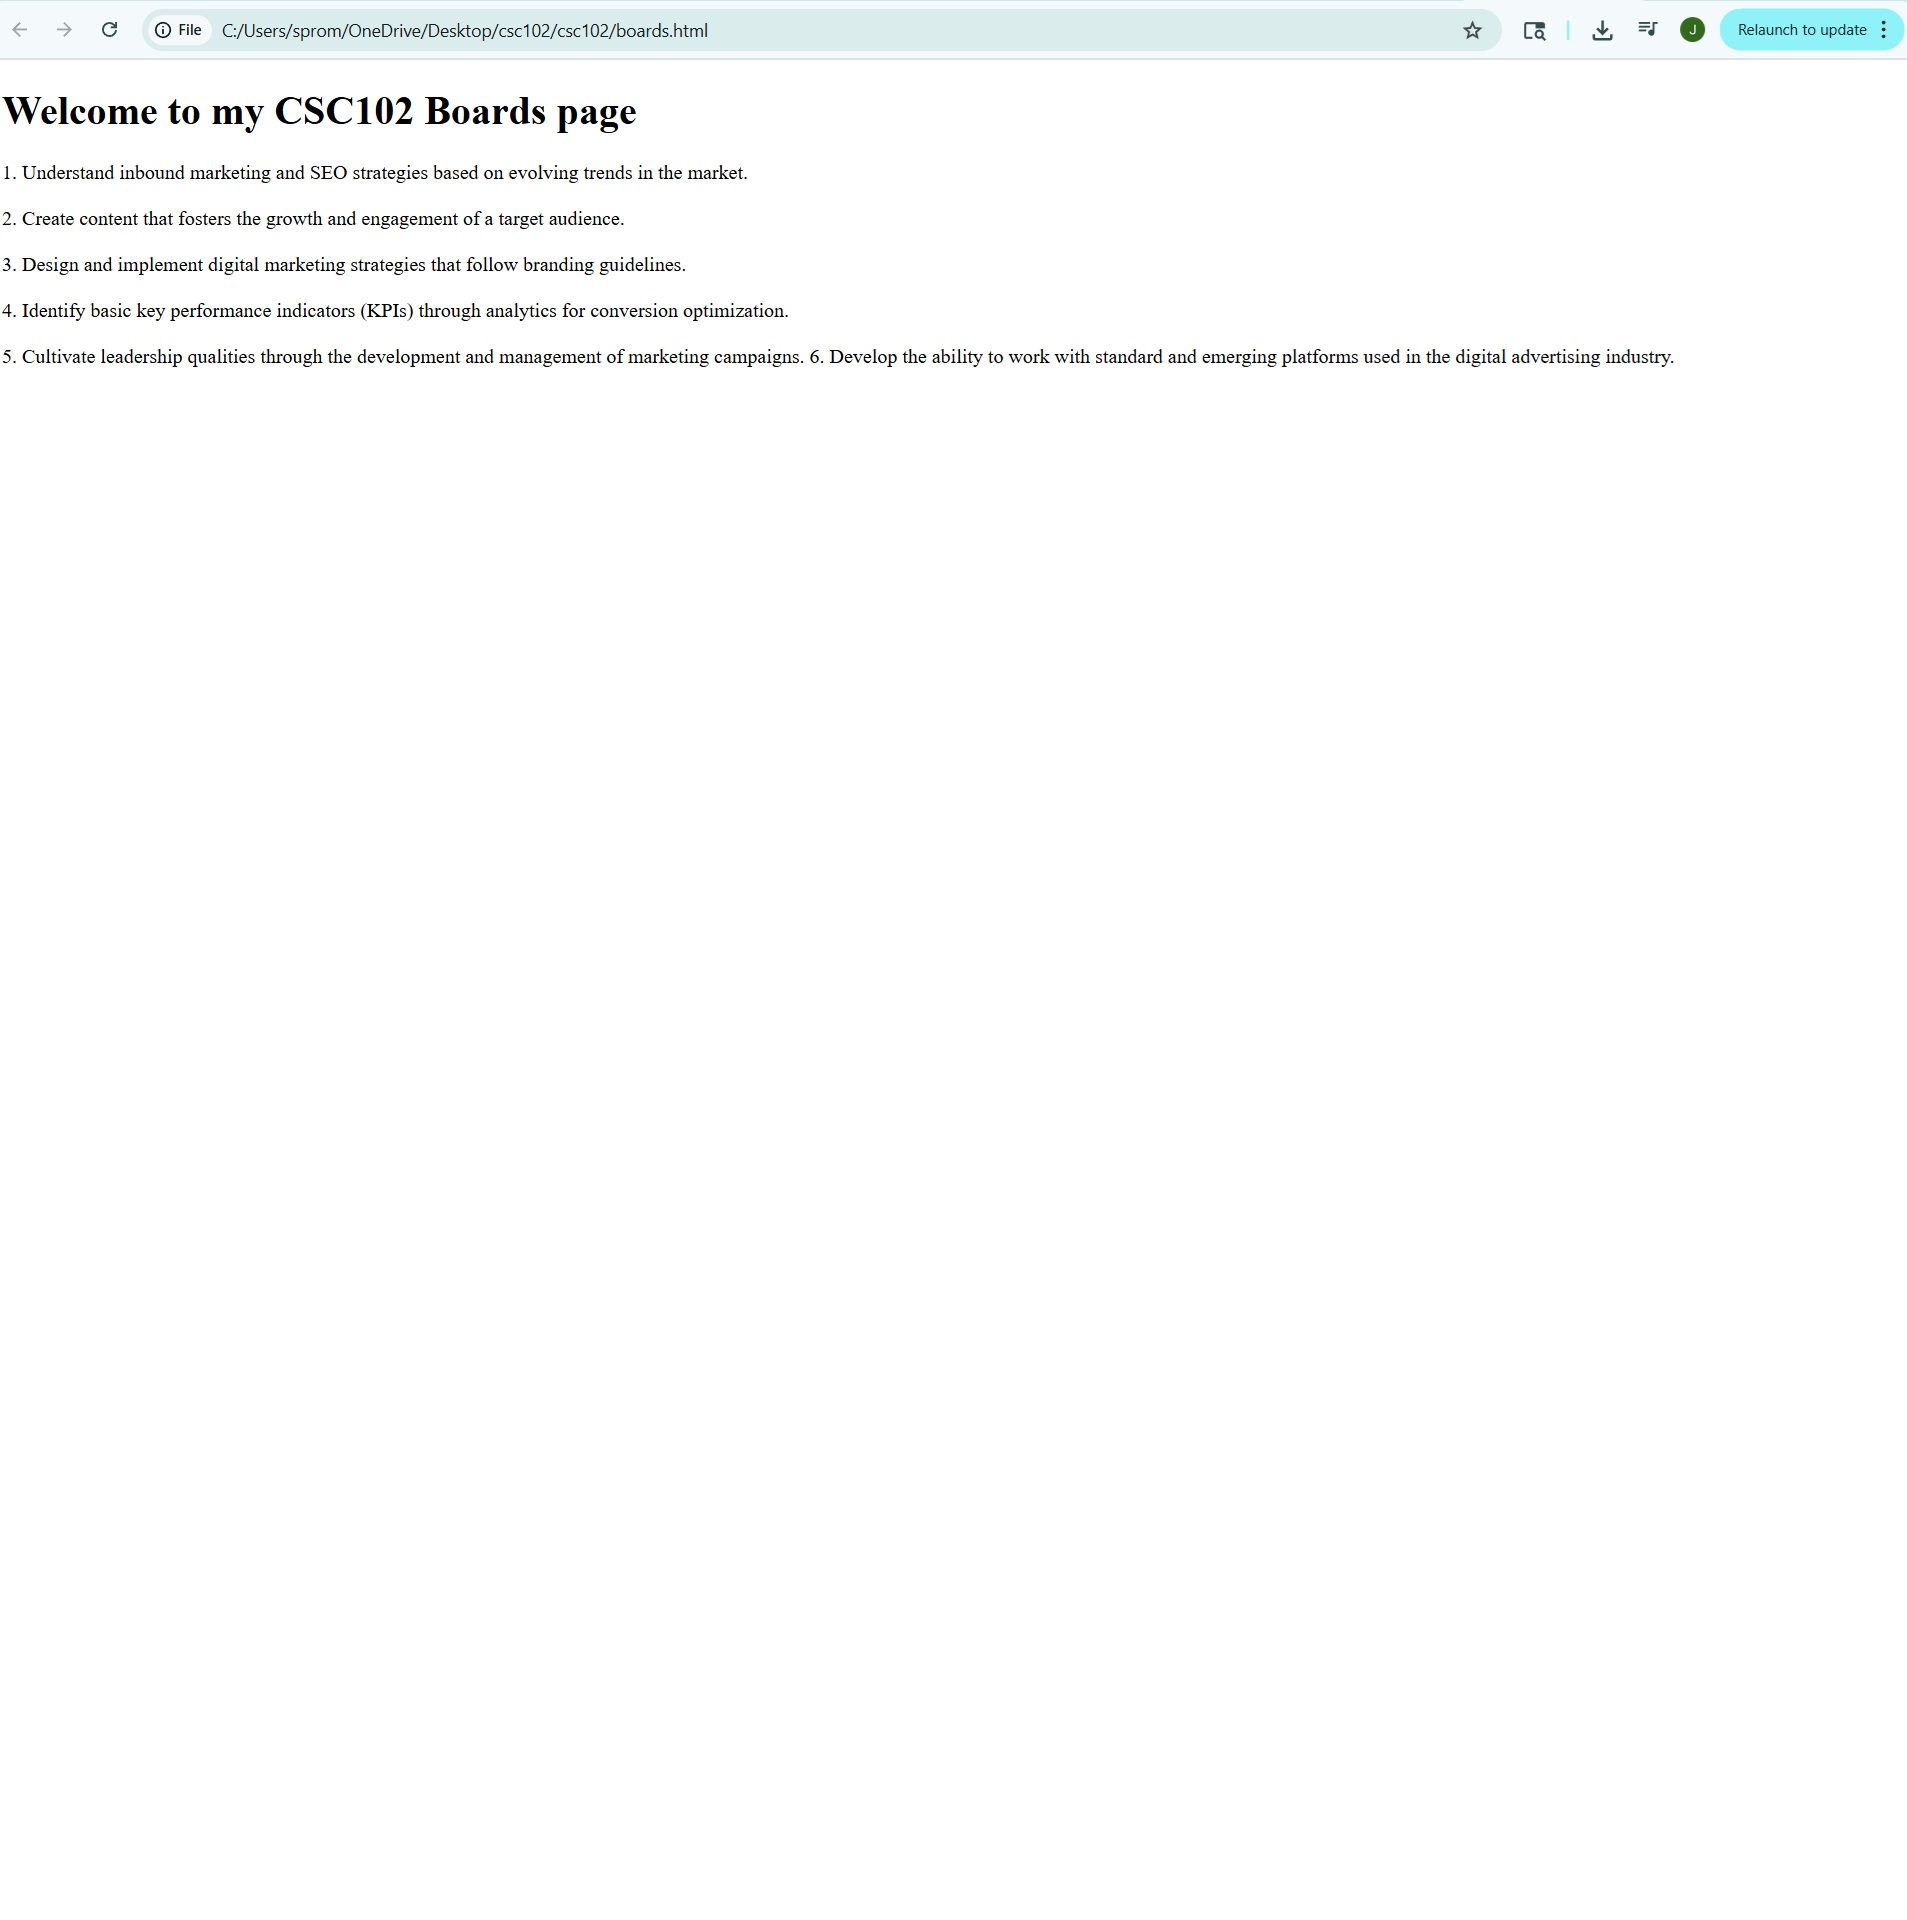 File C:/Users/sprom/OneDrive/Desktop/csc102/csc102/boards.html J Relaunch to update
Welcome to my CSC102 Boards page
1. Understand inbound marketing and SEO strategies based on evolving trends in the market.
2. Create content that fosters the growth and engagement of a target audience.
3. Design and implement digital marketing strategies that follow branding guidelines.
4. Identify basic key performance indicators (KPIs) through analytics for conversion optimization.
5. Cultivate leadership qualities through the development and management of marketing campaigns. 6. Develop the ability to work with standard and emerging platforms used in the digital advertising industry.